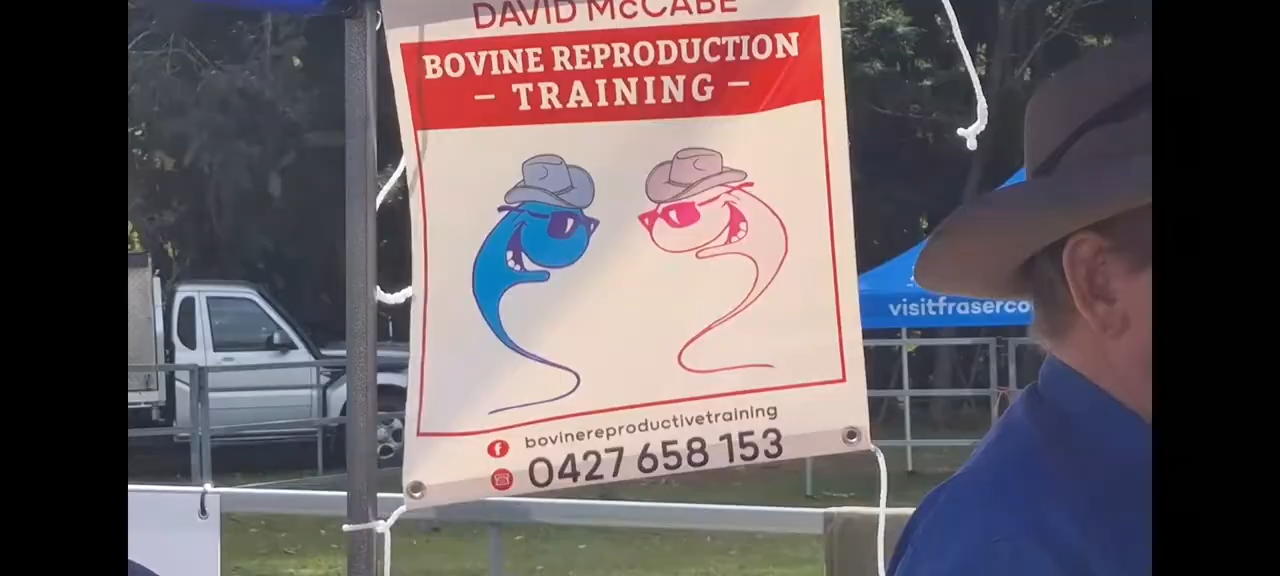 DAVID McCABE
BOVINE REPRODUCTION
– TRAINING –
bovinereproductivetraining
0427 658 153
visitfraserco